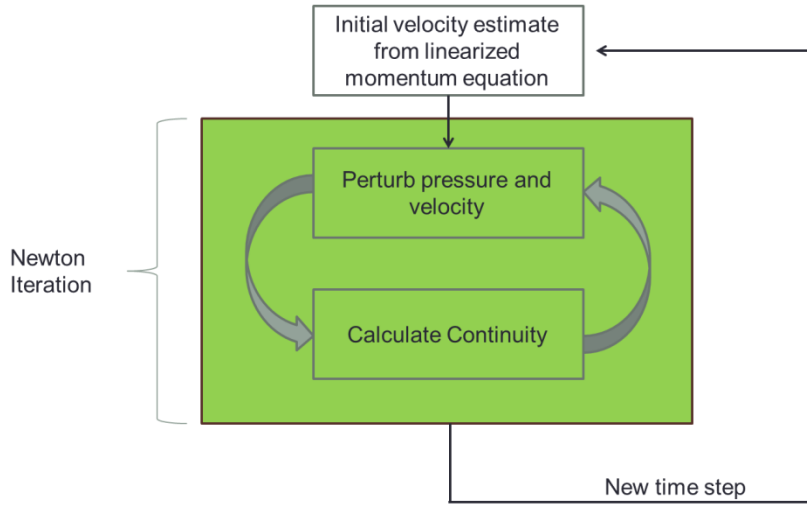 Initial velocity estimate
from linearized
momentum equation
Perturb pressure and
velocity
Newton
Iteration
Calculate Continuity
New time step